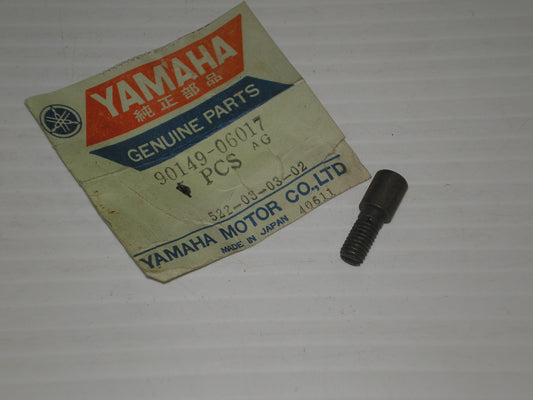 YAMAHA
純正部品
GENUINE PARTS
90149-06017
PCS AG
522-03-03-02
YAMAHA MOTOR CO.,LTD
MADE IN JAPAN 40611